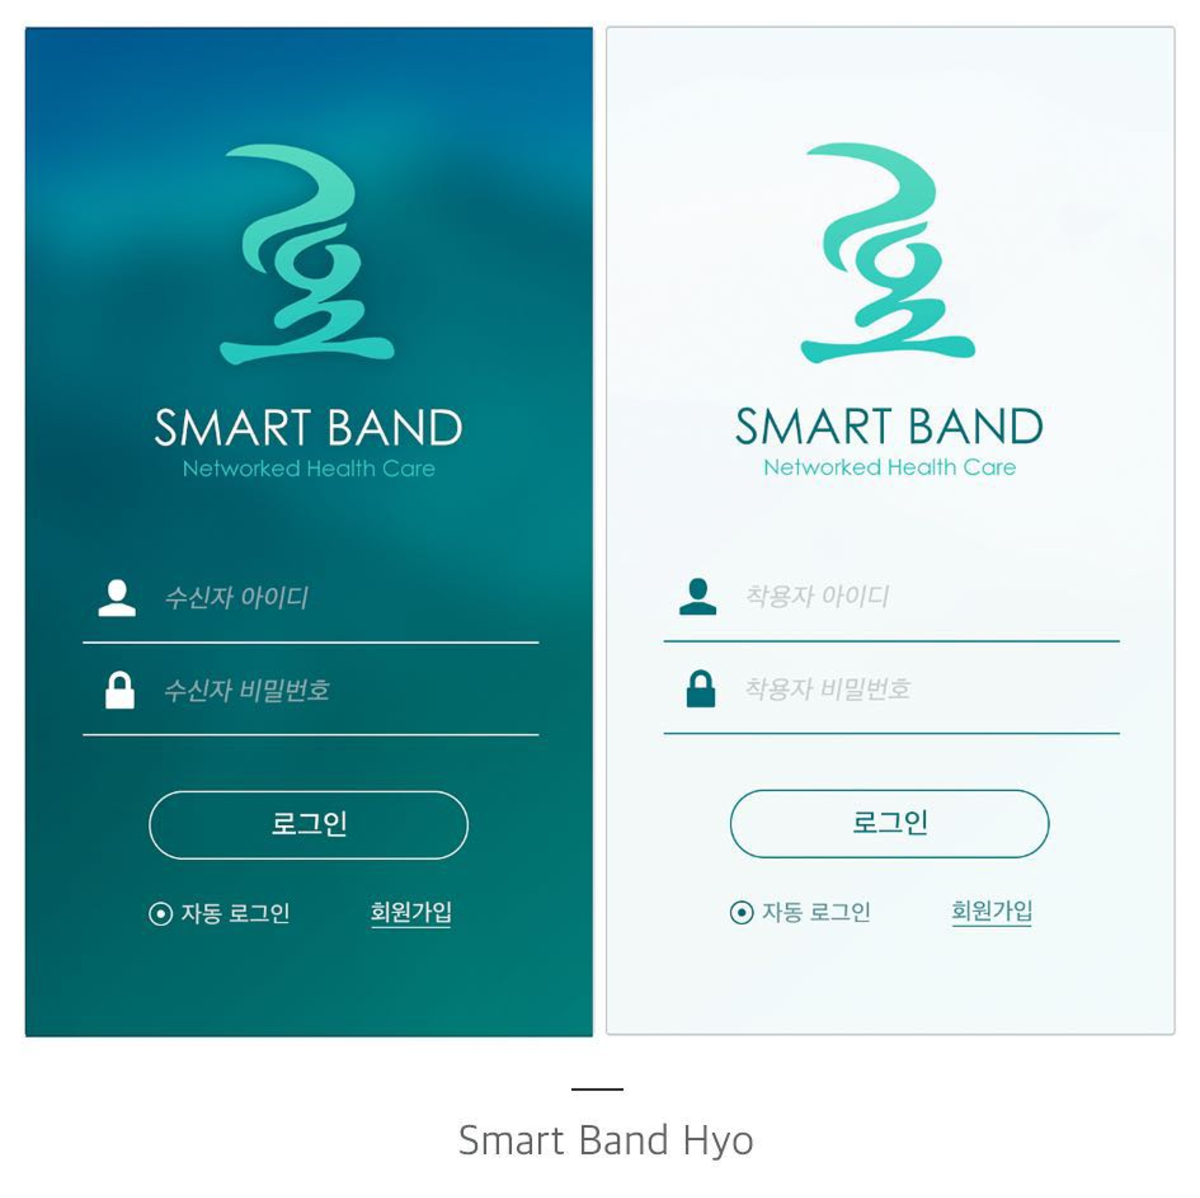 SMART BAND
Networked Health Care
수신자 아이디
수신자 비밀번호
로그인
자동 로그인
회원가입
SMART BAND
Networked Health Care
착용자 아이디
착용자 비밀번호
로그인
자동 로그인
회원가입
Smart Band Hyo